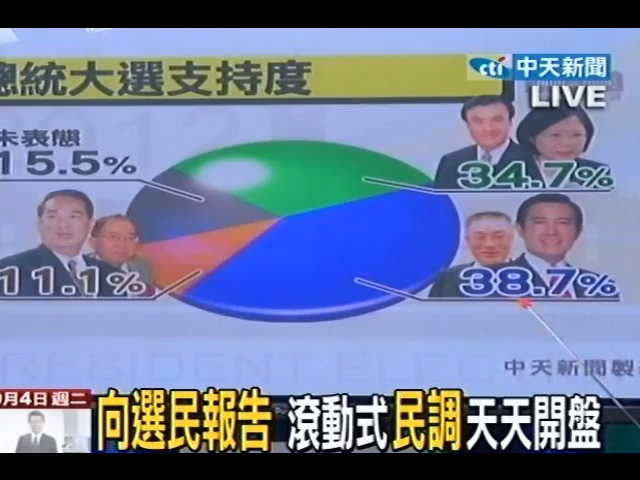 cti 中天新聞
LIVE
總統大選支持度
未表態
15.5%
34.7%
11.1%
38.7%
中天新聞製
月4日週二
向選民報告 滾動式民調天天開盤